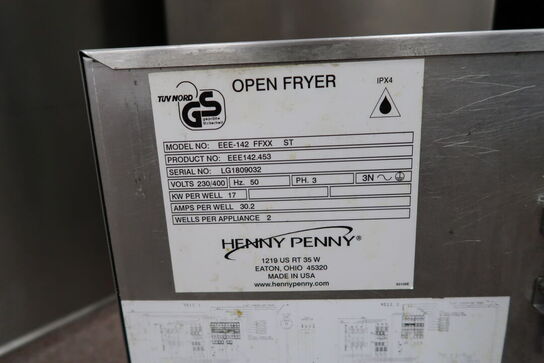 OPEN FRYER
IPX4
TUV NORD
GS
geprüfte
Sicherheit
MODEL NO: EEE-142 FFXX ST
PRODUCT NO: EEE142.453
SERIAL NO: LG1809032
VOLTS 230/400 Hz. 50 PH. 3 3N
KW PER WELL 17
AMPS PER WELL 30.2
WELLS PER APPLIANCE 2
HENNY PENNY®
1219 US RT 35 W
EATON, OHIO 45320
MADE IN USA
www.hennypenny.com